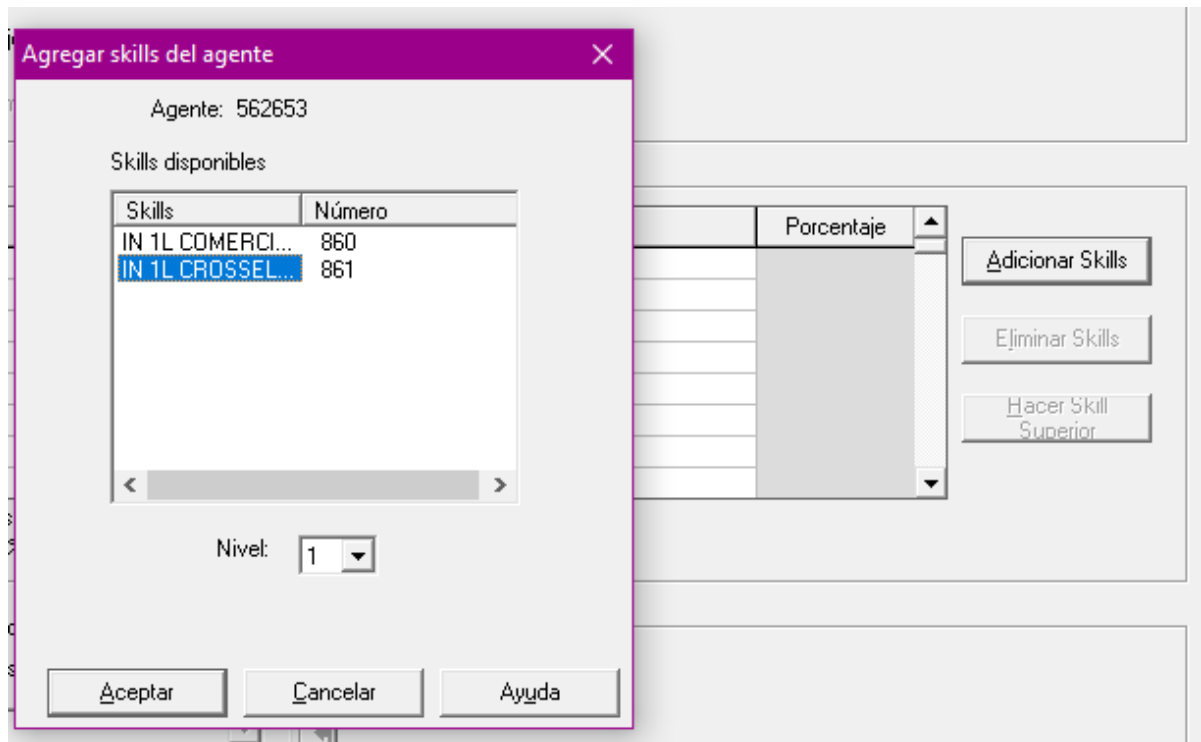 Agregar skills del agente
Agente: 562653
Skills disponibles
Skills Número
IN 1L COMERCI... 860
IN 1L CROSSEL... 861
Nivel: 1
Aceptar Cancelar Ayuda
Porcentaje
Adicionar Skills
Eliminar Skills
Hacer Skill
Superior